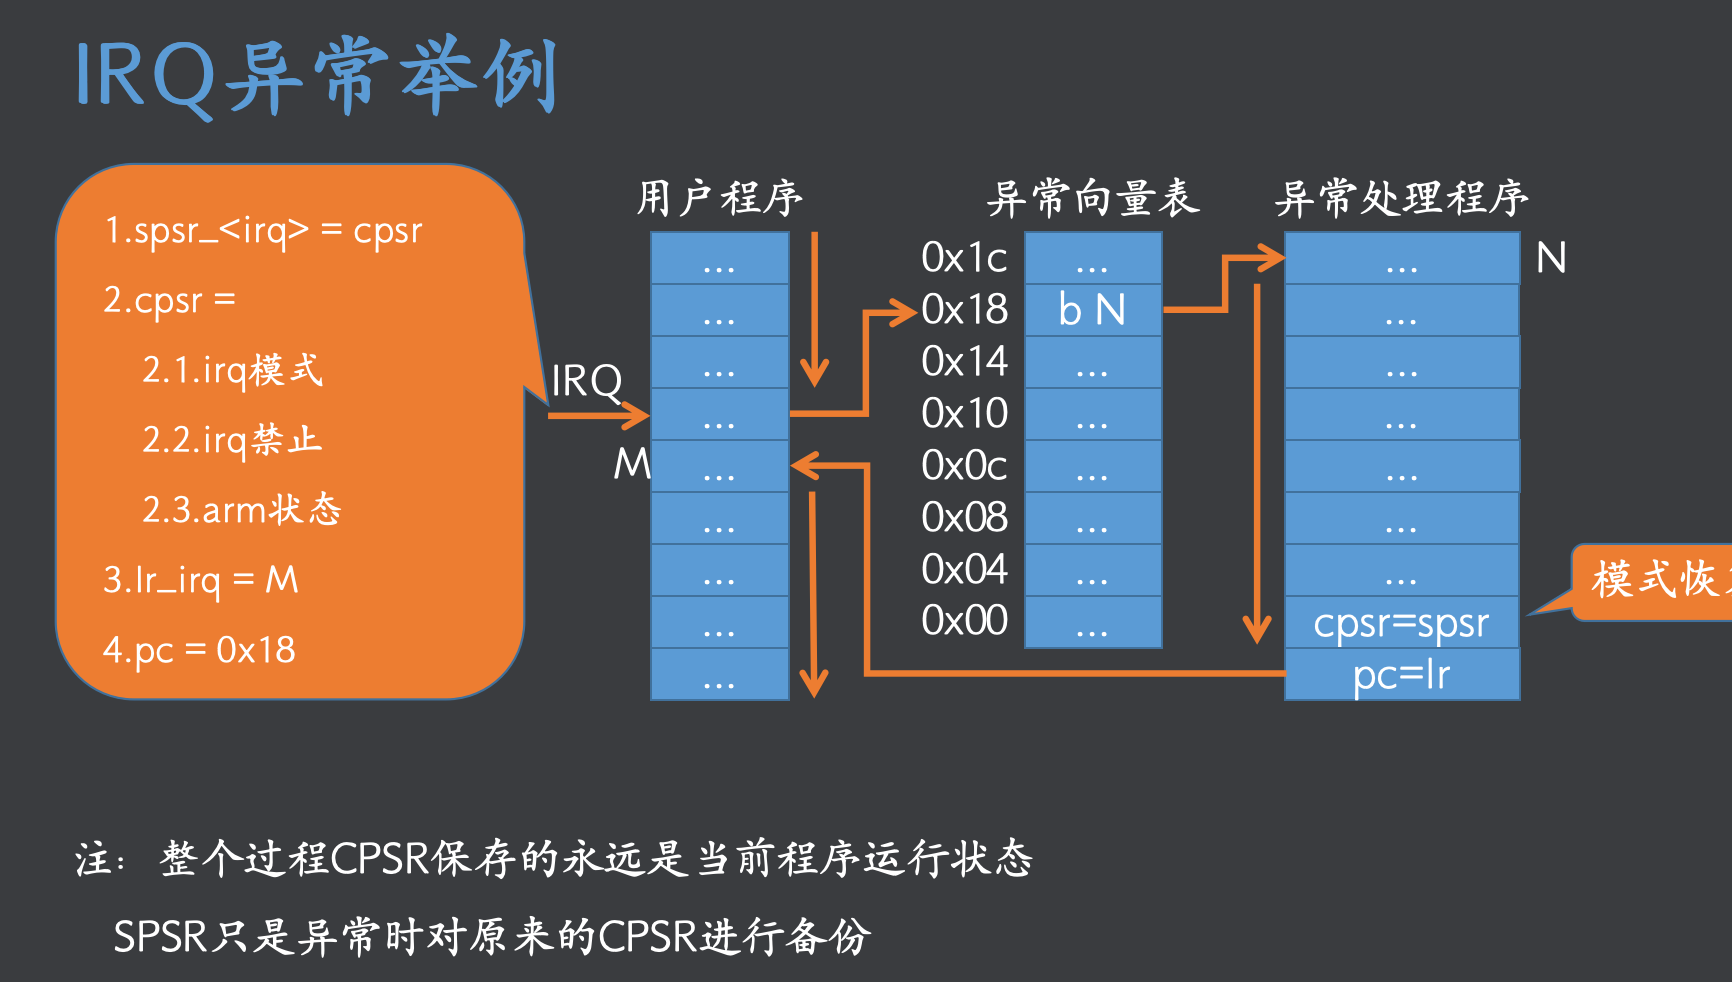 IRQ异常举例
1.spsr_<irq> = cpsr
2.cpsr =
2.1.irq模式
2.2.irq禁止
2.3.arm状态
3.lr_irq = M
4.pc = 0x18
IRQ
M
用户程序
...
...
...
...
...
...
...
...
...
异常向量表
0x1c ...
0x18 b N
0x14 ...
0x10 ...
0x0c ...
0x08 ...
0x04 ...
0x00 ...
异常处理程序
... N
...
...
...
...
...
...
cpsr=spsr
pc=lr
模式恢
注： 整个过程CPSR保存的永远是当前程序运行状态
SPSR只是异常时对原来的CPSR进行备份